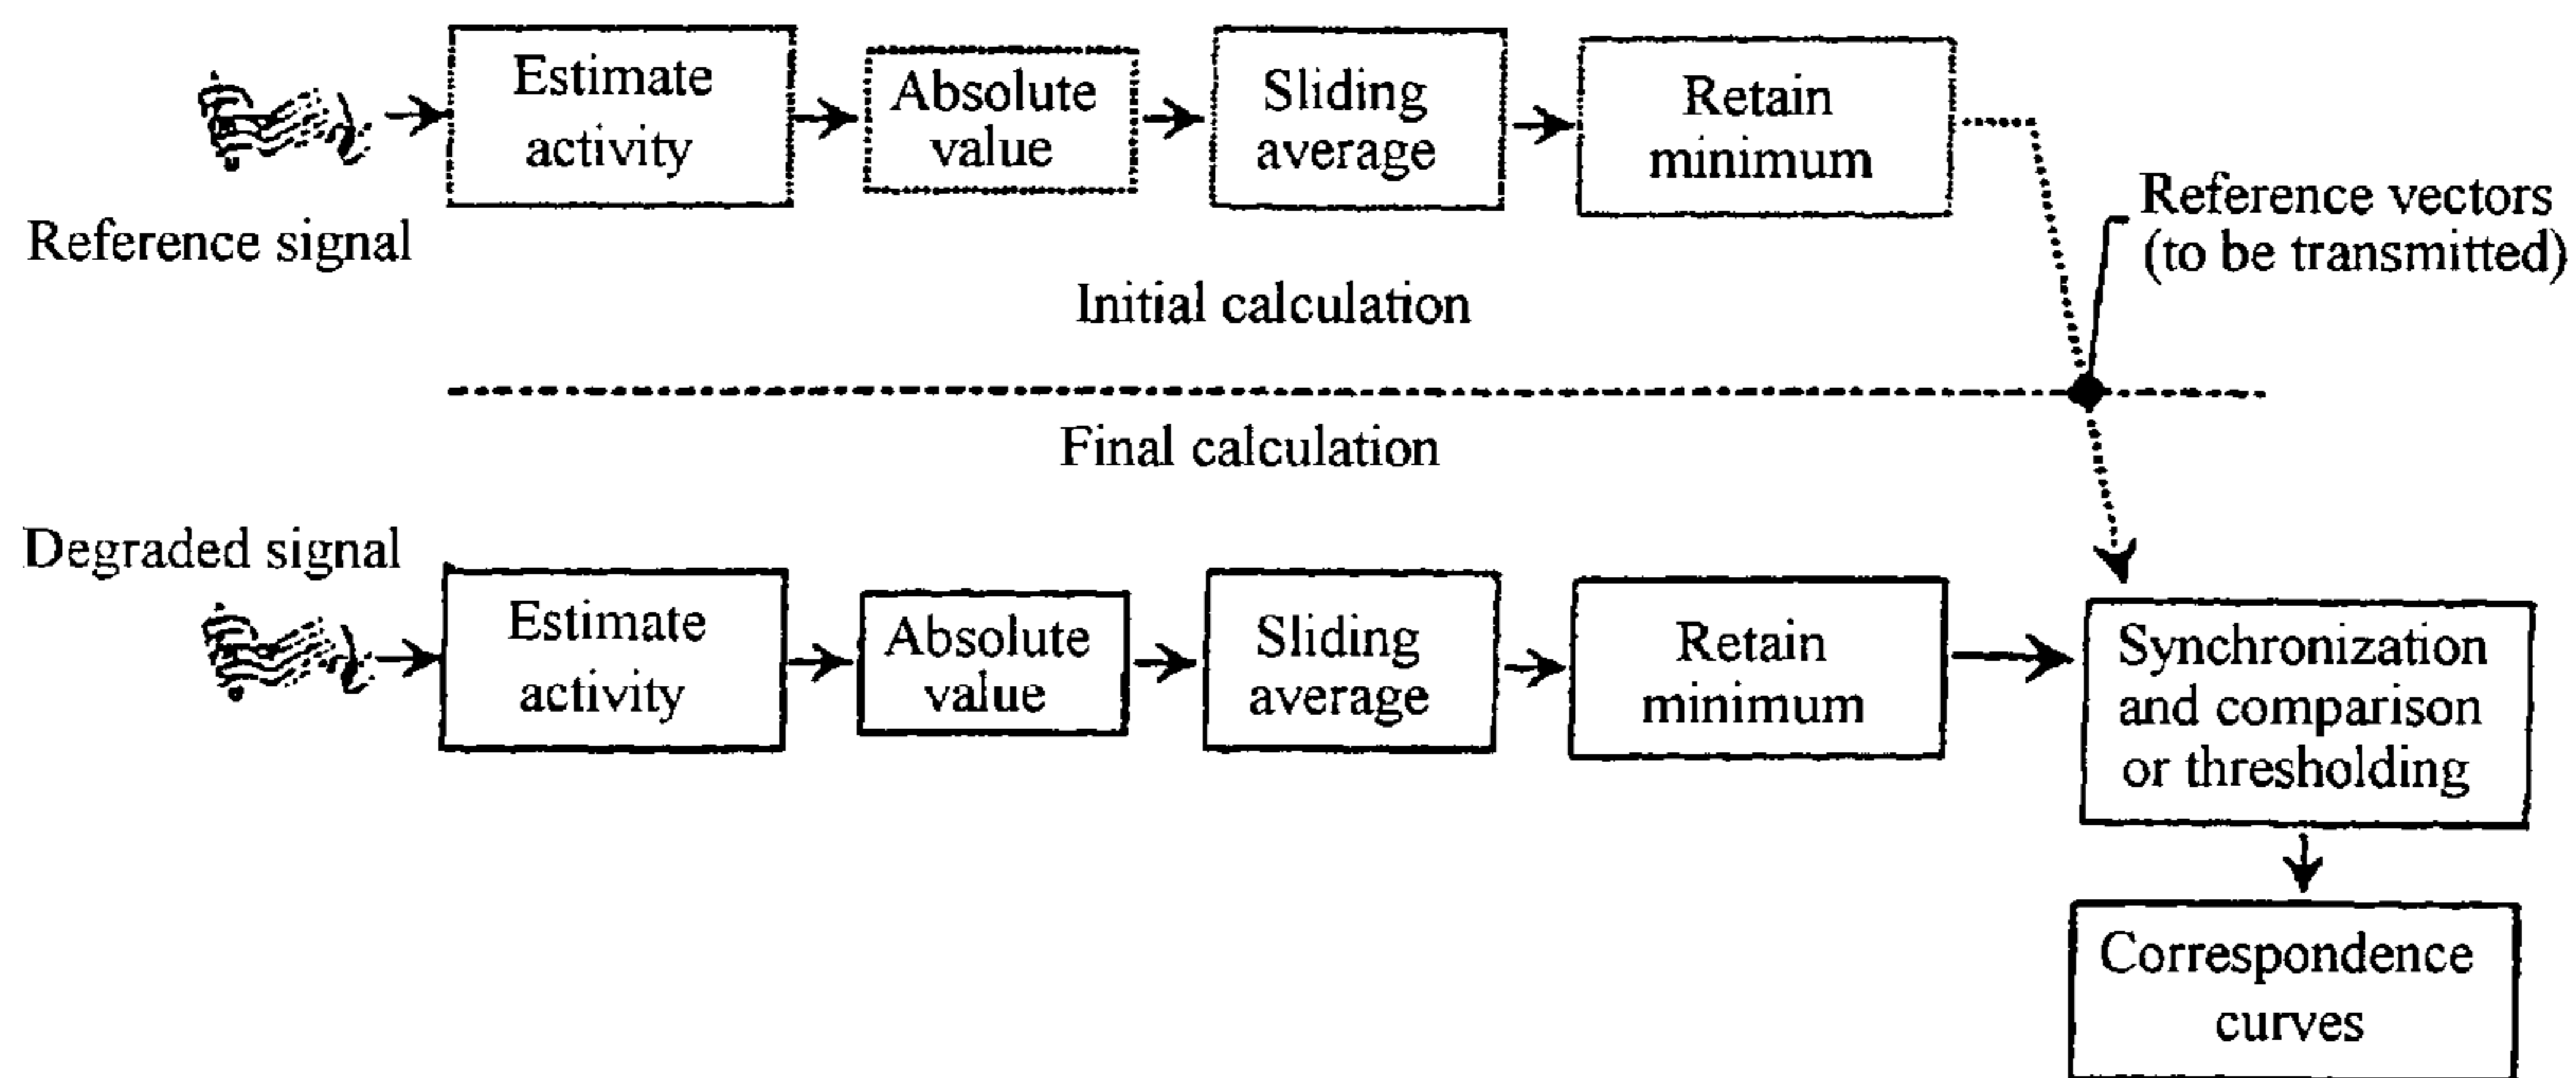 Estimate
activity
Absolute
value
Sliding
average
Retain
minimum
Reference signal
Reference vectors
(to be transmitted)
Initial calculation
Final calculation
Degraded signal
Estimate
activity
Absolute
value
Sliding
average
Retain
minimum
Synchronization
and comparison
or thresholding
Correspondence
curves